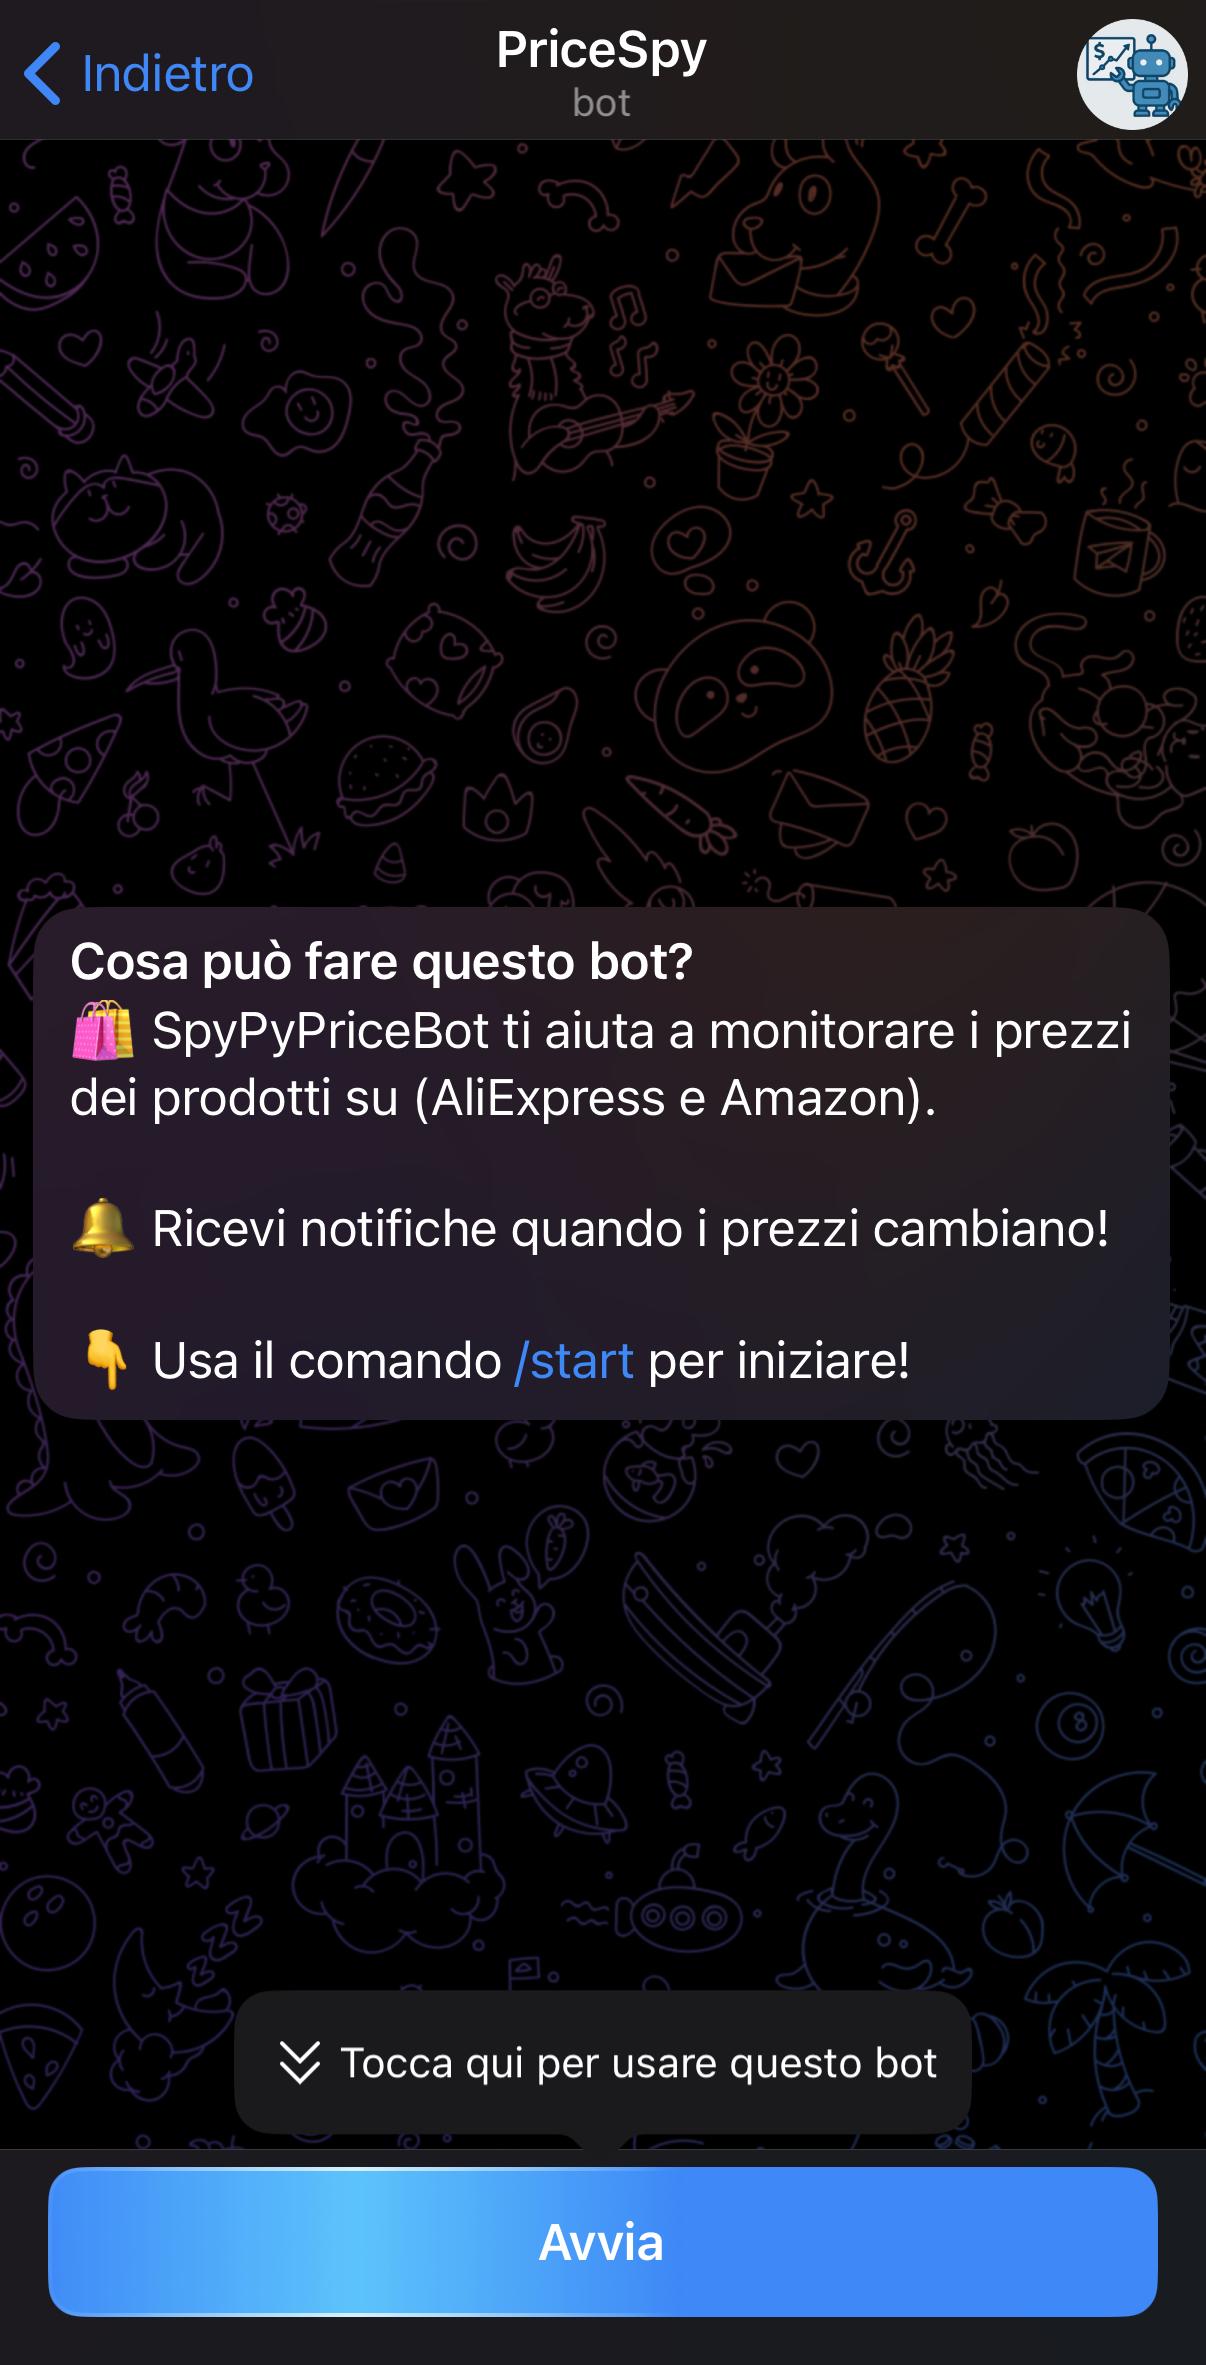 Indietro
PriceSpy
bot
Cosa può fare questo bot?
🛍️ SpyPyPriceBot ti aiuta a monitorare i prezzi
dei prodotti su (AliExpress e Amazon).
🔔 Ricevi notifiche quando i prezzi cambiano!
👇 Usa il comando /start per iniziare!
Tocca qui per usare questo bot
Avvia